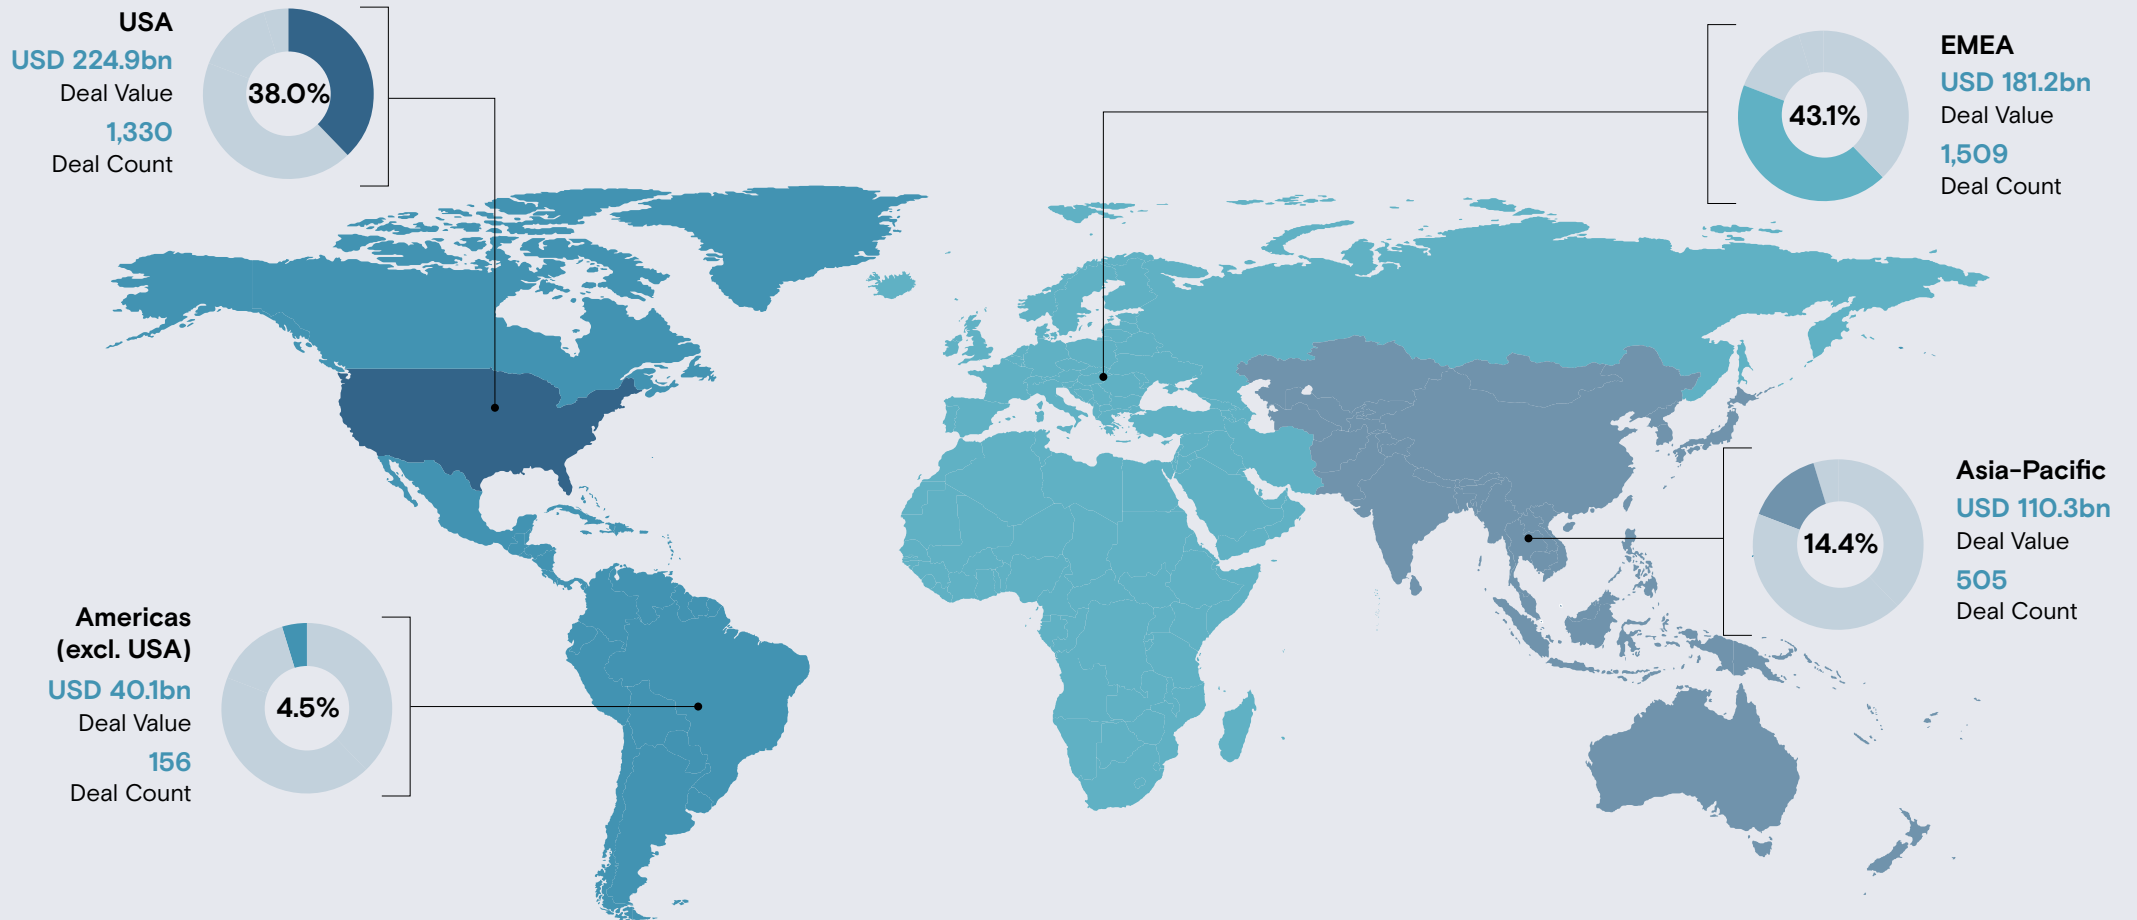 USA
USD 224.9bn
Deal Value
1,330
Deal Count
38.0%
EMEA
USD 181.2bn
Deal Value
1,509
Deal Count
43.1%
Asia-Pacific
USD 110.3bn
Deal Value
505
Deal Count
14.4%
Americas
(excl. USA)
USD 40.1bn
Deal Value
156
Deal Count
4.5%